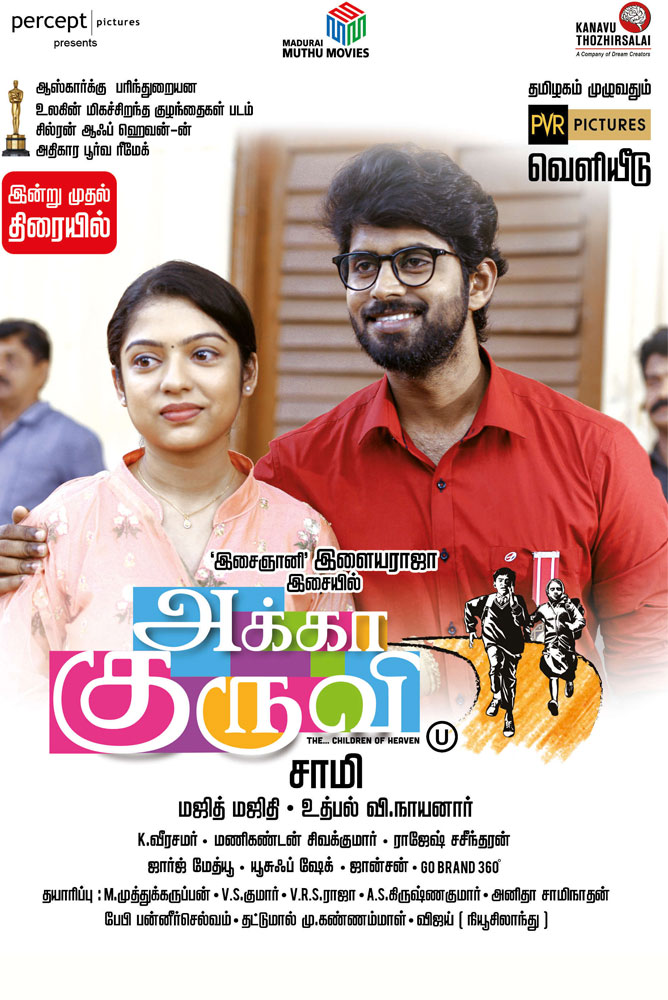 percept pictures
presents
MADURAI
MUTHU MOVIES
KANAVU
THOZHIRSALAI
A Company of Dream Creators
ஆஸ்கார்க்கு பரிந்துறையன
உலகின் மிகச்சிறந்த குழந்தைகள் படம்
சில்ரன் ஆஃப் ஹெவன்-ன்
அதிகார பூர்வ ரீமேக்
தமிழகம் முழுவதும்
PVR PICTURES
வெளியீடு
இன்று முதல்
திரையில்
'இசைஞானி' இளையராஜா
இசையில்
அக்கா
குருவி
THE... CHILDREN OF HEAVEN
U
சாமி
மஜித் மஜிதி • உத்பல் வி.நாயனார்
K.வீரசமர் • மணிகண்டன் சிவக்குமார் • ராஜேஷ் சசீந்தரன்
ஜார்ஜ் மேத்யூ • யூசுஃப் ஷேக் • ஜான்சன் • GO BRAND 360°
தயாரிப்பு : M.முத்துக்கருப்பன் • V.S.குமார் • V.R.S.ராஜா • A.S.கிருஷ்ணகுமார் • அனிதா சாமிநாதன்
பேபி பன்னீர்செல்வம் • தட்டுமால் மு.கண்ணம்மாள் • விஜய் ( நியூசிலாந்து )